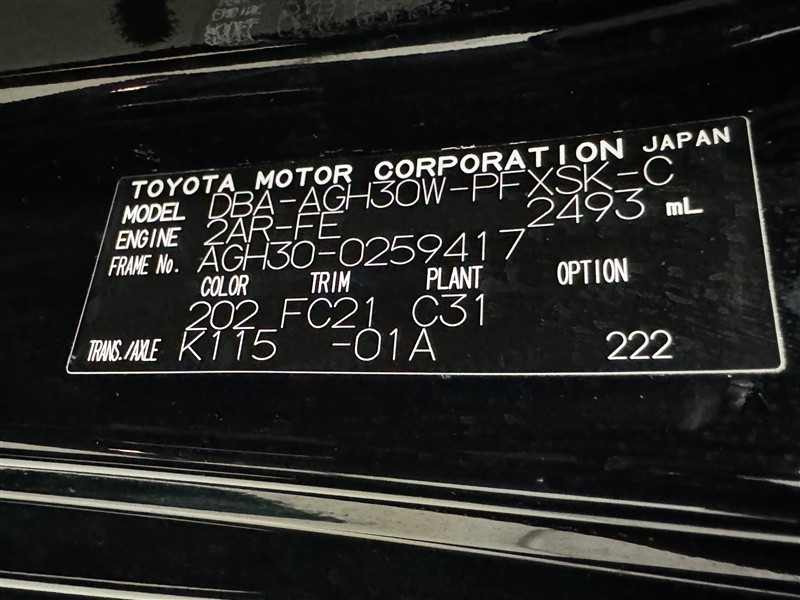 TOYOTA MOTOR CORPORATION JAPAN
MODEL DBA-AGH30W-PFXSK-C
ENGINE 2AR-FE 2493 mL
FRAME No. AGH30-0259417
COLOR TRIM PLANT OPTION
202 FC21 C31
TRANS./AXLE K115 -01A 222